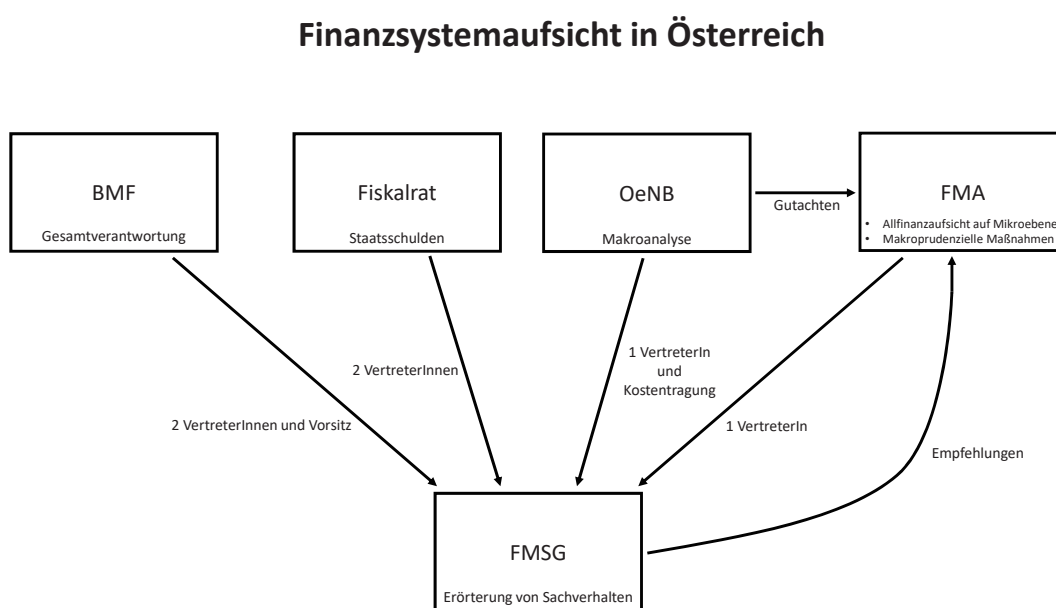 Finanzsystemaufsicht in Österreich
BMF
Gesamtverantwortung
Fiskalrat
Staatsschulden
OeNB
Makroanalyse
Gutachten
FMA
• Allfinanzaufsicht auf Mikroebene
• Makroprudenzielle Maßnahmen
2 VertreterInnen und Vorsitz
2 VertreterInnen
1 VertreterIn
und
Kostentragung
1 VertreterIn
Empfehlungen
FMSG
Erörterung von Sachverhalten